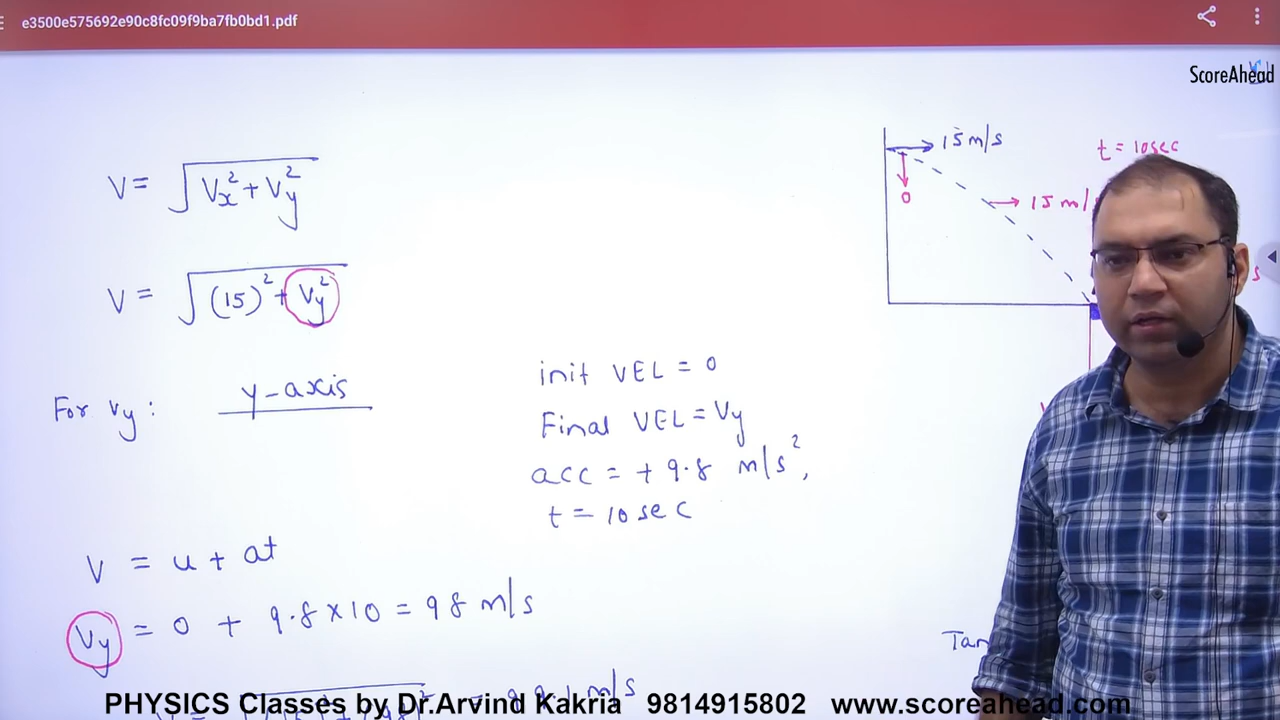 e3500e575692e90c8fc09f9ba7fb0bd1.pdf
ScoreAhead
V = √(Vx² + Vy²)
V = √((15)² + Vy²)
For Vy : y-axis
init VEL = 0
Final VEL = Vy
acc = + 9.8 m/s²,
t = 10 sec
V = u + at
Vy = 0 + 9.8 × 10 = 98 m/s
15 m/s
t = 10sec
0
15 m/
s
Tan
PHYSICS Classes by Dr.Arvind Kakria 9814915802 www.scoreahead.com